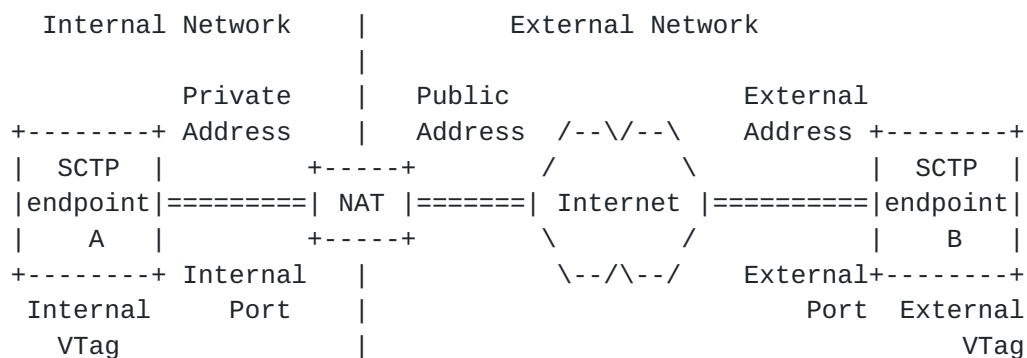 Internal Network    |         External Network
                      |
           Private    |   Public               External
+--------+ Address    |   Address  /--\/--\    Address +--------+
|  SCTP  |         +-----+        /        \           |  SCTP  |
|endpoint|=========| NAT |=======| Internet |==========|endpoint|
|    A   |         +-----+        \        /           |    B   |
+--------+ Internal   |            \--/\--/    External+--------+
 Internal     Port    |                            Port  External
   VTag               |                                      VTag